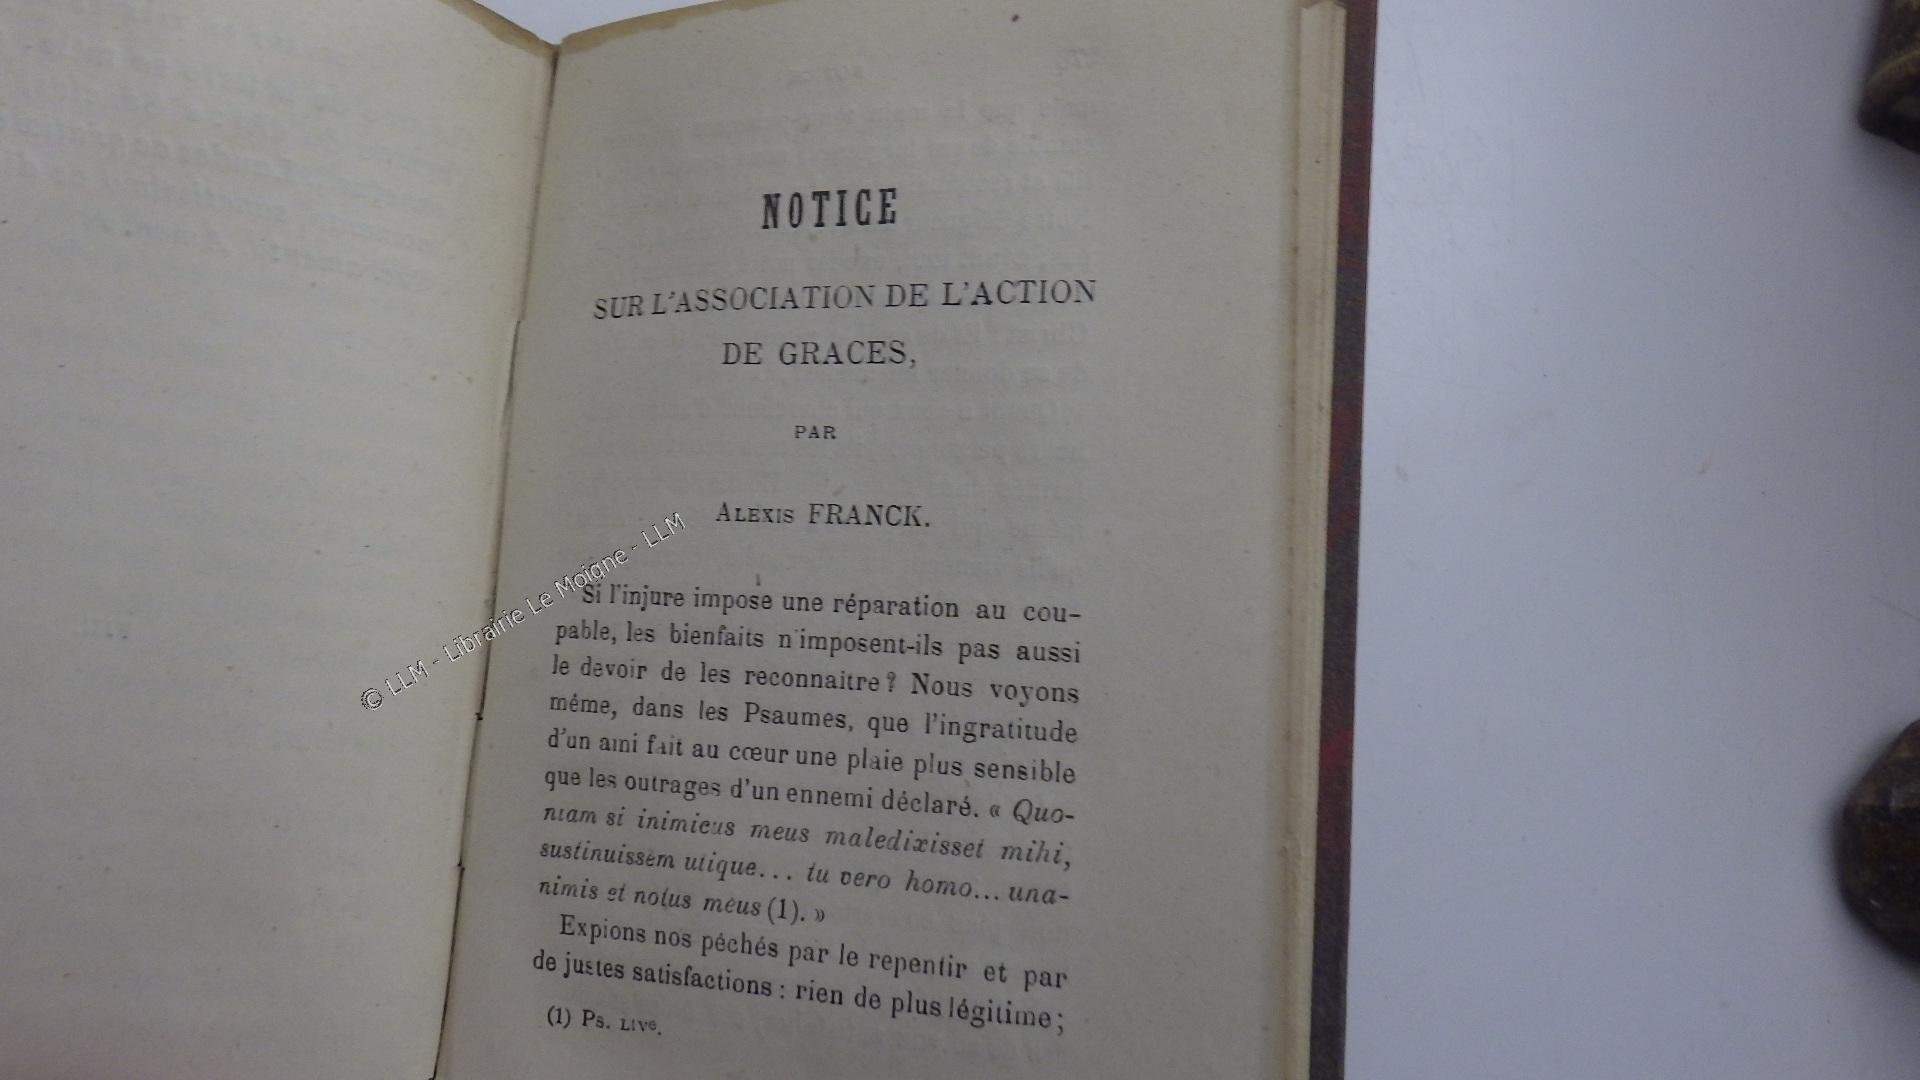 NOTICE
SUR L'ASSOCIATION DE L'ACTION
DE GRACES,
PAR
ALEXIS FRANCK.
Si l'injure impose une réparation au cou-
pable, les bienfaits n'imposent-ils pas aussi
le devoir de les reconnaitre? Nous voyons
même, dans les Psaumes, que l'ingratitude
d'un ami fait au cœur une plaie plus sensible
que les outrages d'un ennemi déclaré. « Quo-
niam si inimicus meus maledixisset mihi,
sustinuissem utique... tu vero homo... una-
nimis et notus meus (1). »
Expions nos péchés par le repentir et par
de justes satisfactions : rien de plus légitime ;
(1) Ps. LIVe.
© LLM - Librairie Le Moigne - LLM